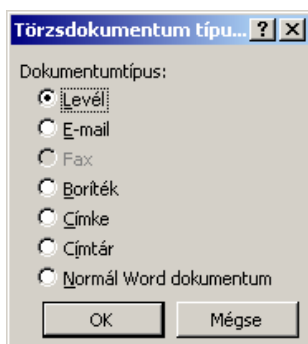 Törzsdokumentum típu...
Dokumentumtípus:
Levél
E-mail
Fax
Boríték
Címke
Címtár
Normál Word dokumentum
OK Mégse